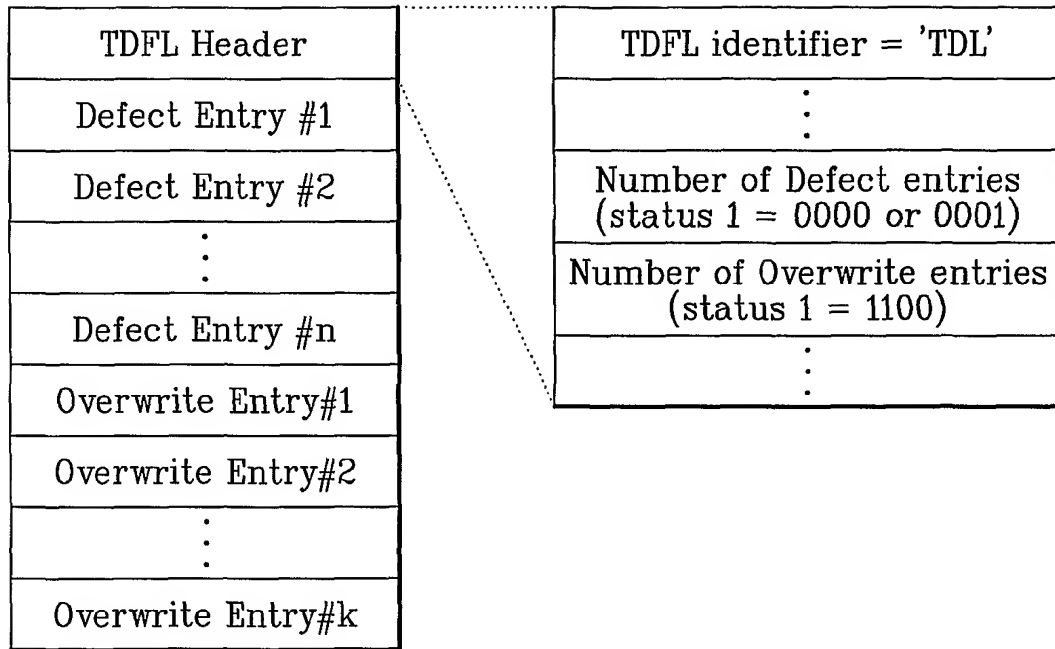 TDFL Header
Defect Entry #1
Defect Entry #2
Defect Entry #n
Overwrite Entry#1
Overwrite Entry#2
Overwrite Entry#k
TDFL identifier = 'TDL'
Number of Defect entries
(status 1 = 0000 or 0001)
Number of Overwrite entries
(status 1 = 1100)